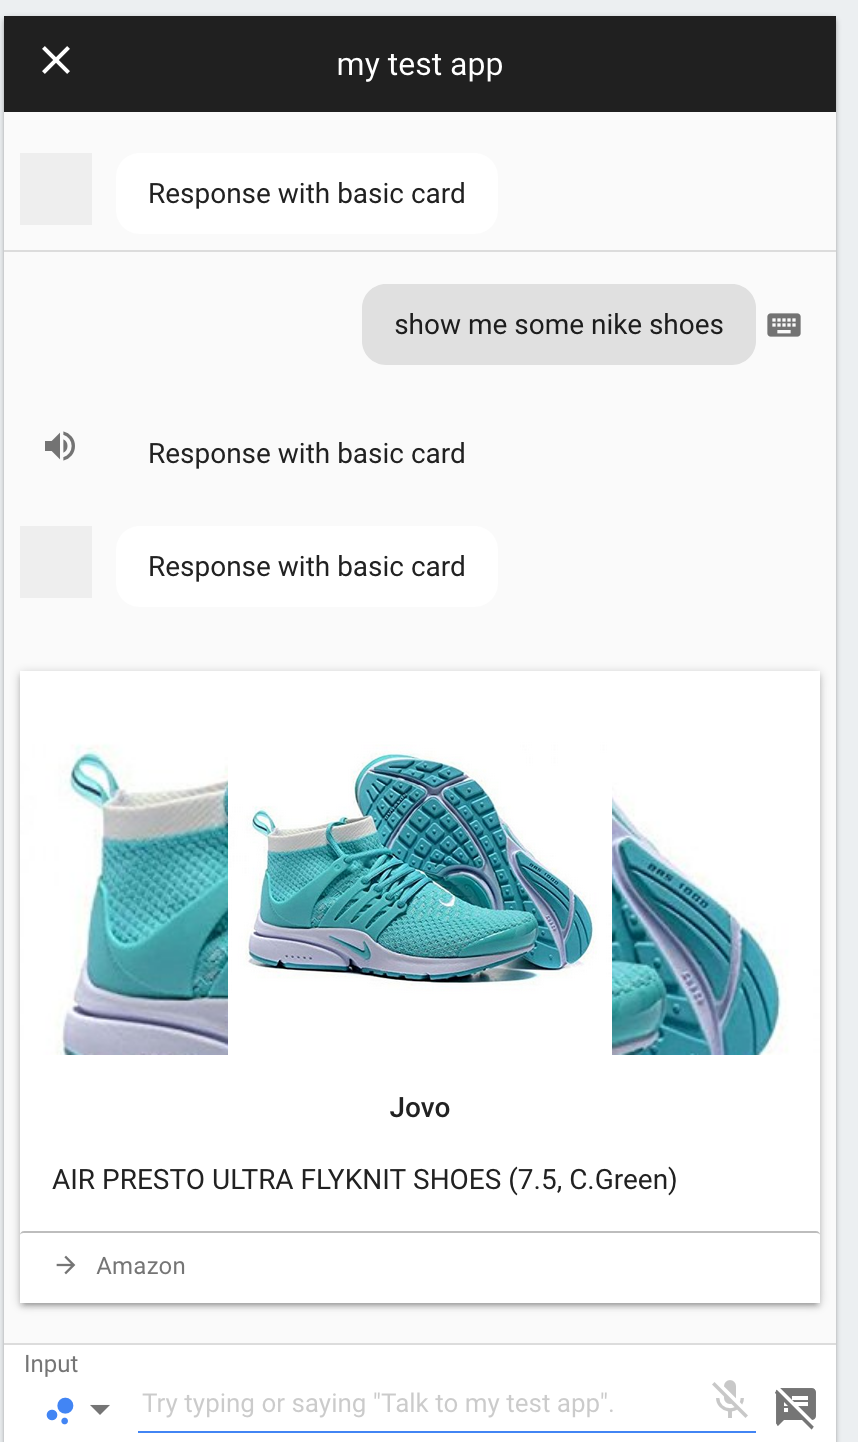 my test app
Response with basic card
show me some nike shoes
Response with basic card
Response with basic card
Jovo
AIR PRESTO ULTRA FLYKNIT SHOES (7.5, C.Green)
Amazon
Input
Try typing or saying "Talk to my test app".